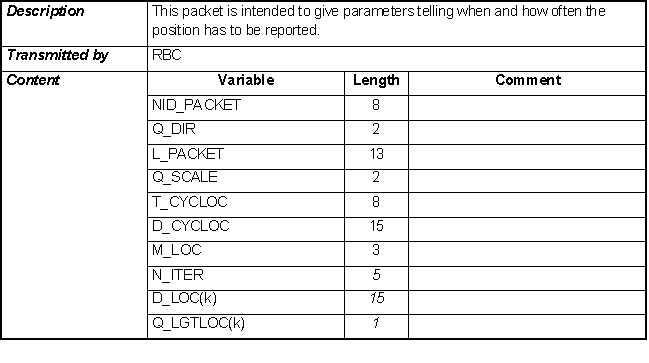 Description This packet is intended to give parameters telling when and how often the
position has to be reported.
Transmitted by RBC
Content Variable Length Comment
NID_PACKET 8
Q_DIR 2
L_PACKET 13
Q_SCALE 2
T_CYCLOC 8
D_CYCLOC 15
M_LOC 3
N_ITER 5
D_LOC(k) 15
Q_LGTLOC(k) 1